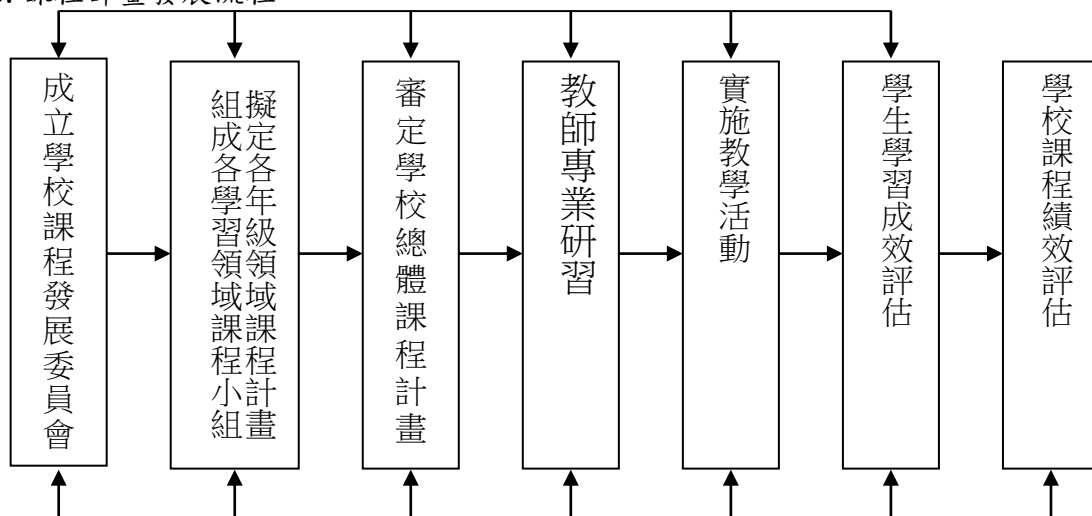 課程計畫發展流程
成立學校課程發展委員會
組成各學習領域課程小組
擬定各年級領域課程計畫
審定學校總體課程計畫
教師專業研習
實施教學活動
學生學習成效評估
學校課程績效評估